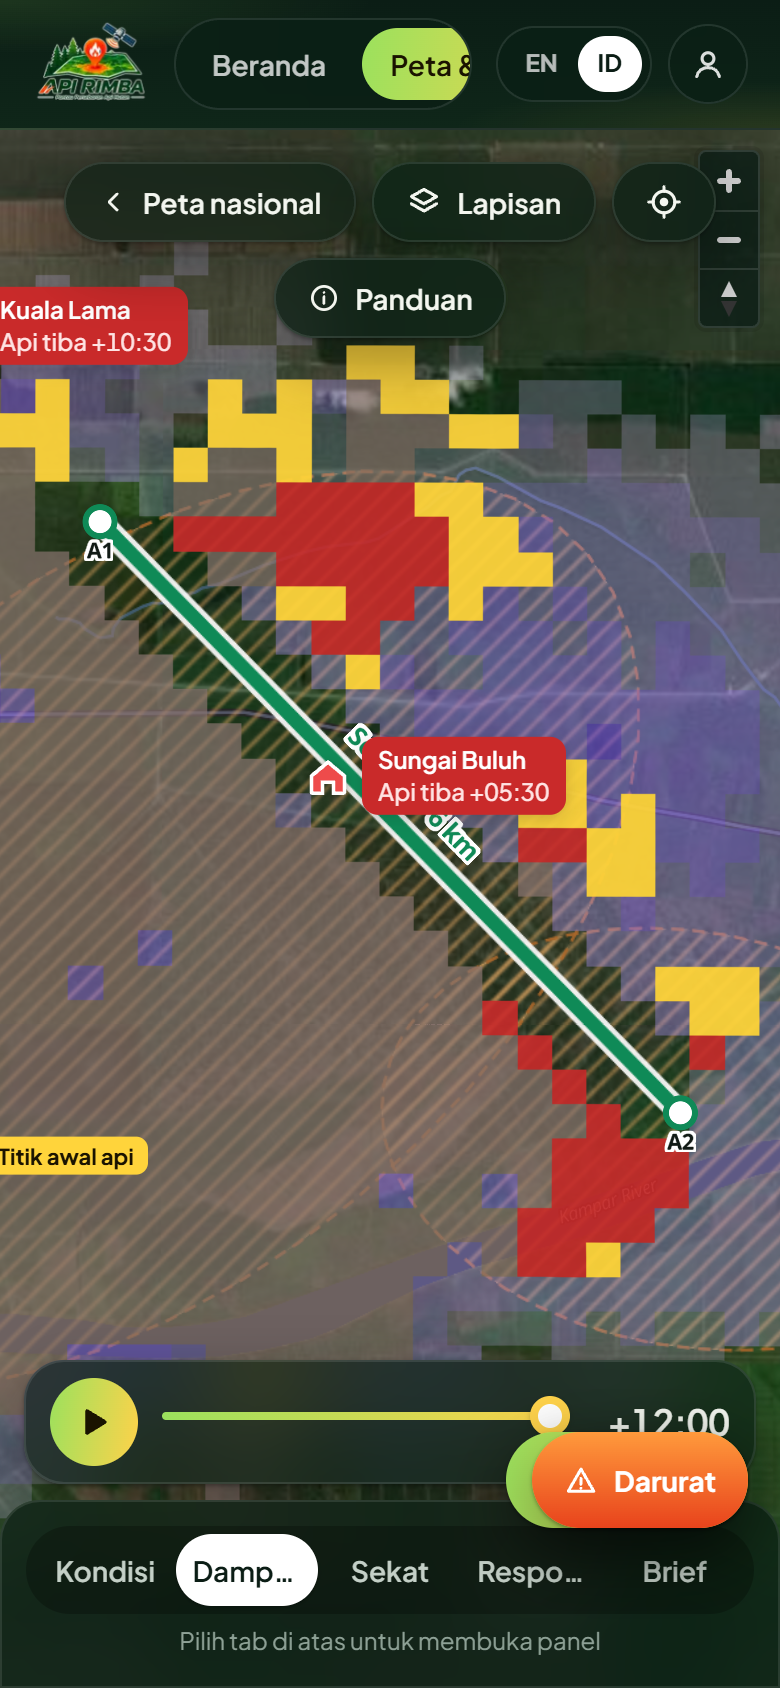 API RIMBA
Beranda
Peta &
EN
ID
Peta nasional
Lapisan
Panduan
Kuala Lama
Api tiba +10:30
A1
Sungai Buluh
Api tiba +05:30
km
A2
Titik awal api
Kampar River
+12:00
Darurat
Kondisi
Damp...
Sekat
Respo...
Brief
Pilih tab di atas untuk membuka panel